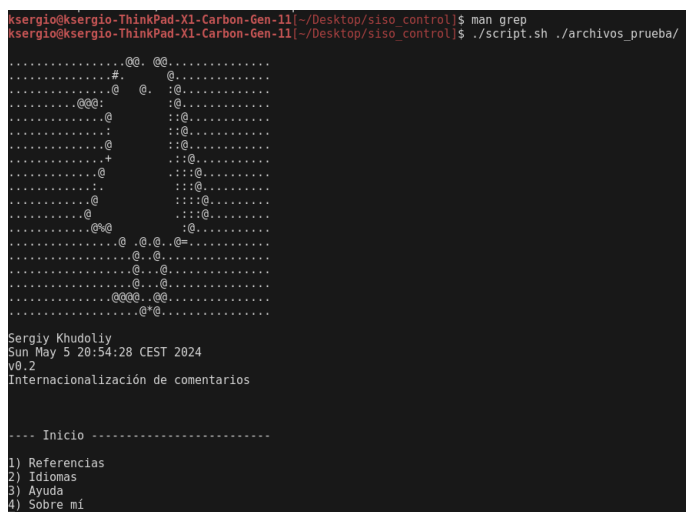 ksergio@ksergio-ThinkPad-X1-Carbon-Gen-11[~/Desktop/siso_control]$ man grep
ksergio@ksergio-ThinkPad-X1-Carbon-Gen-11[~/Desktop/siso_control]$ ./script.sh ./archivos_prueba/
.................@@. @@...............
...............#.      @..............
...............@   @.  :@.............
..........@@@:         :@.............
..............@        ::@............
..............:        ::@............
..............@        ::@............
..............+        .::@...........
.............@         .:::@..........
............:.          :::@..........
............@           ::::@.........
...........@            .:::@.........
............@%@          :@...........
................@ .@.@..@=............
..................@..@................
..................@...@...............
..................@...@...............
...............@@@@..@@...............
...................@*@................
Sergiy Khudoliy
Sun May 5 20:54:28 CEST 2024
v0.2
Internacionalización de comentarios
---- Inicio --------------------------
1) Referencias
2) Idiomas
3) Ayuda
4) Sobre mí